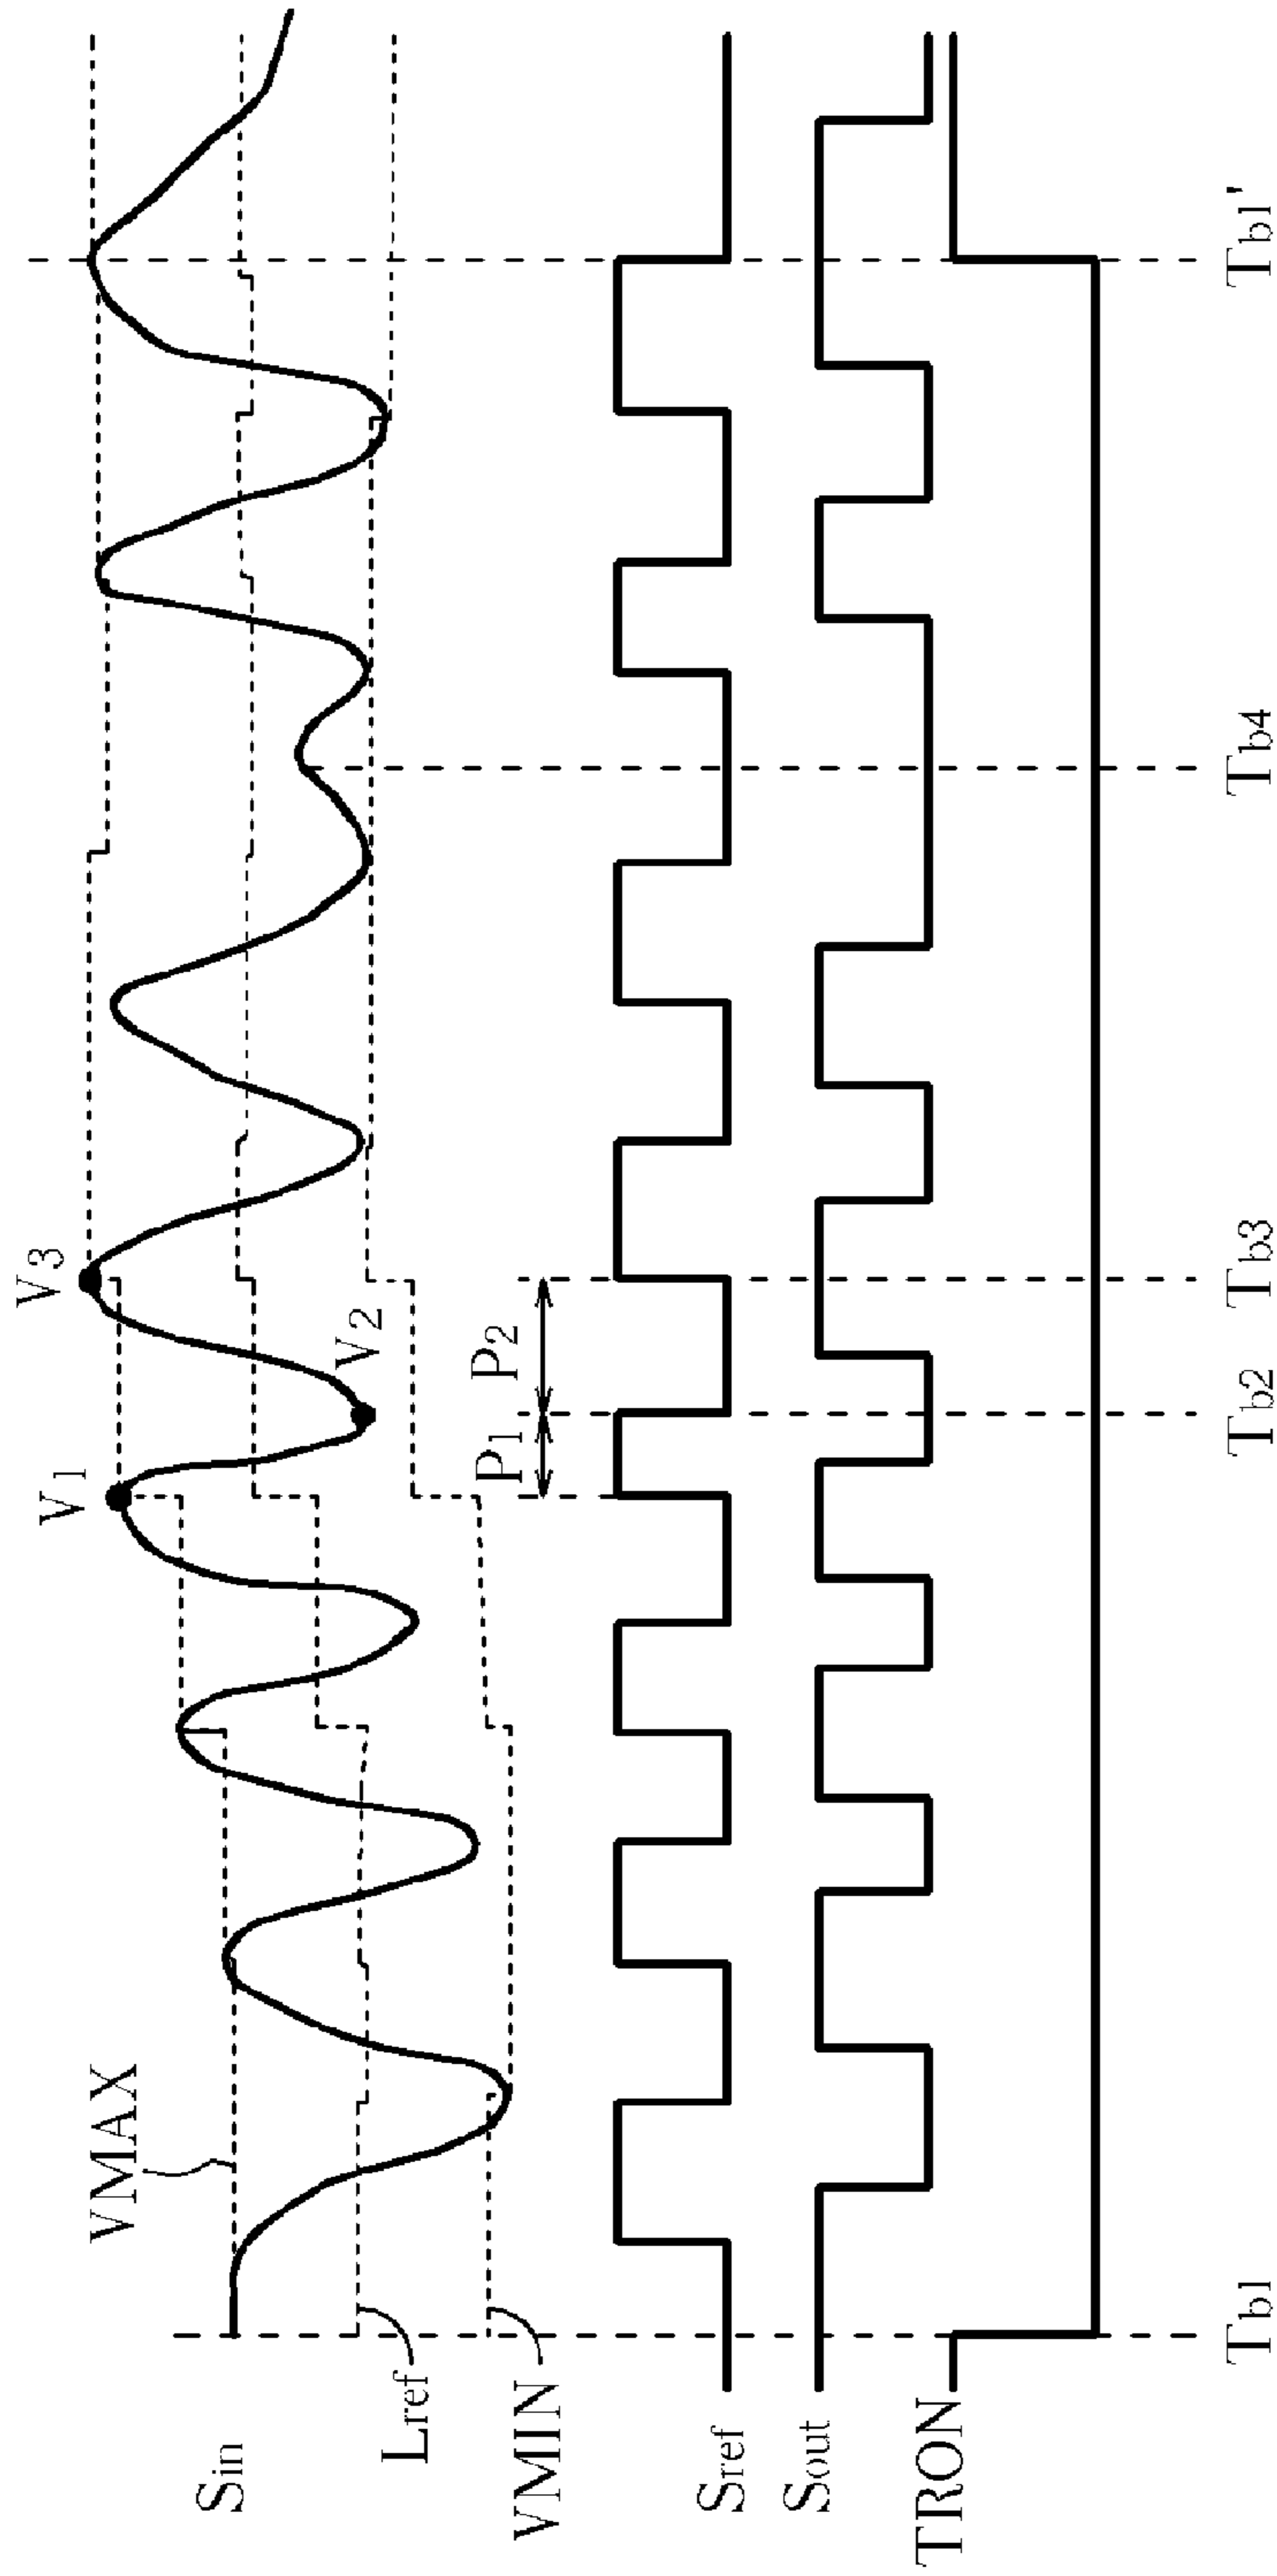 VMAX
V1
V3
Sin
V2
Lref
P1
P2
VMIN
Sref
Sout
TRON
Tb1
Tb2
Tb3
Tb4
Tb1'